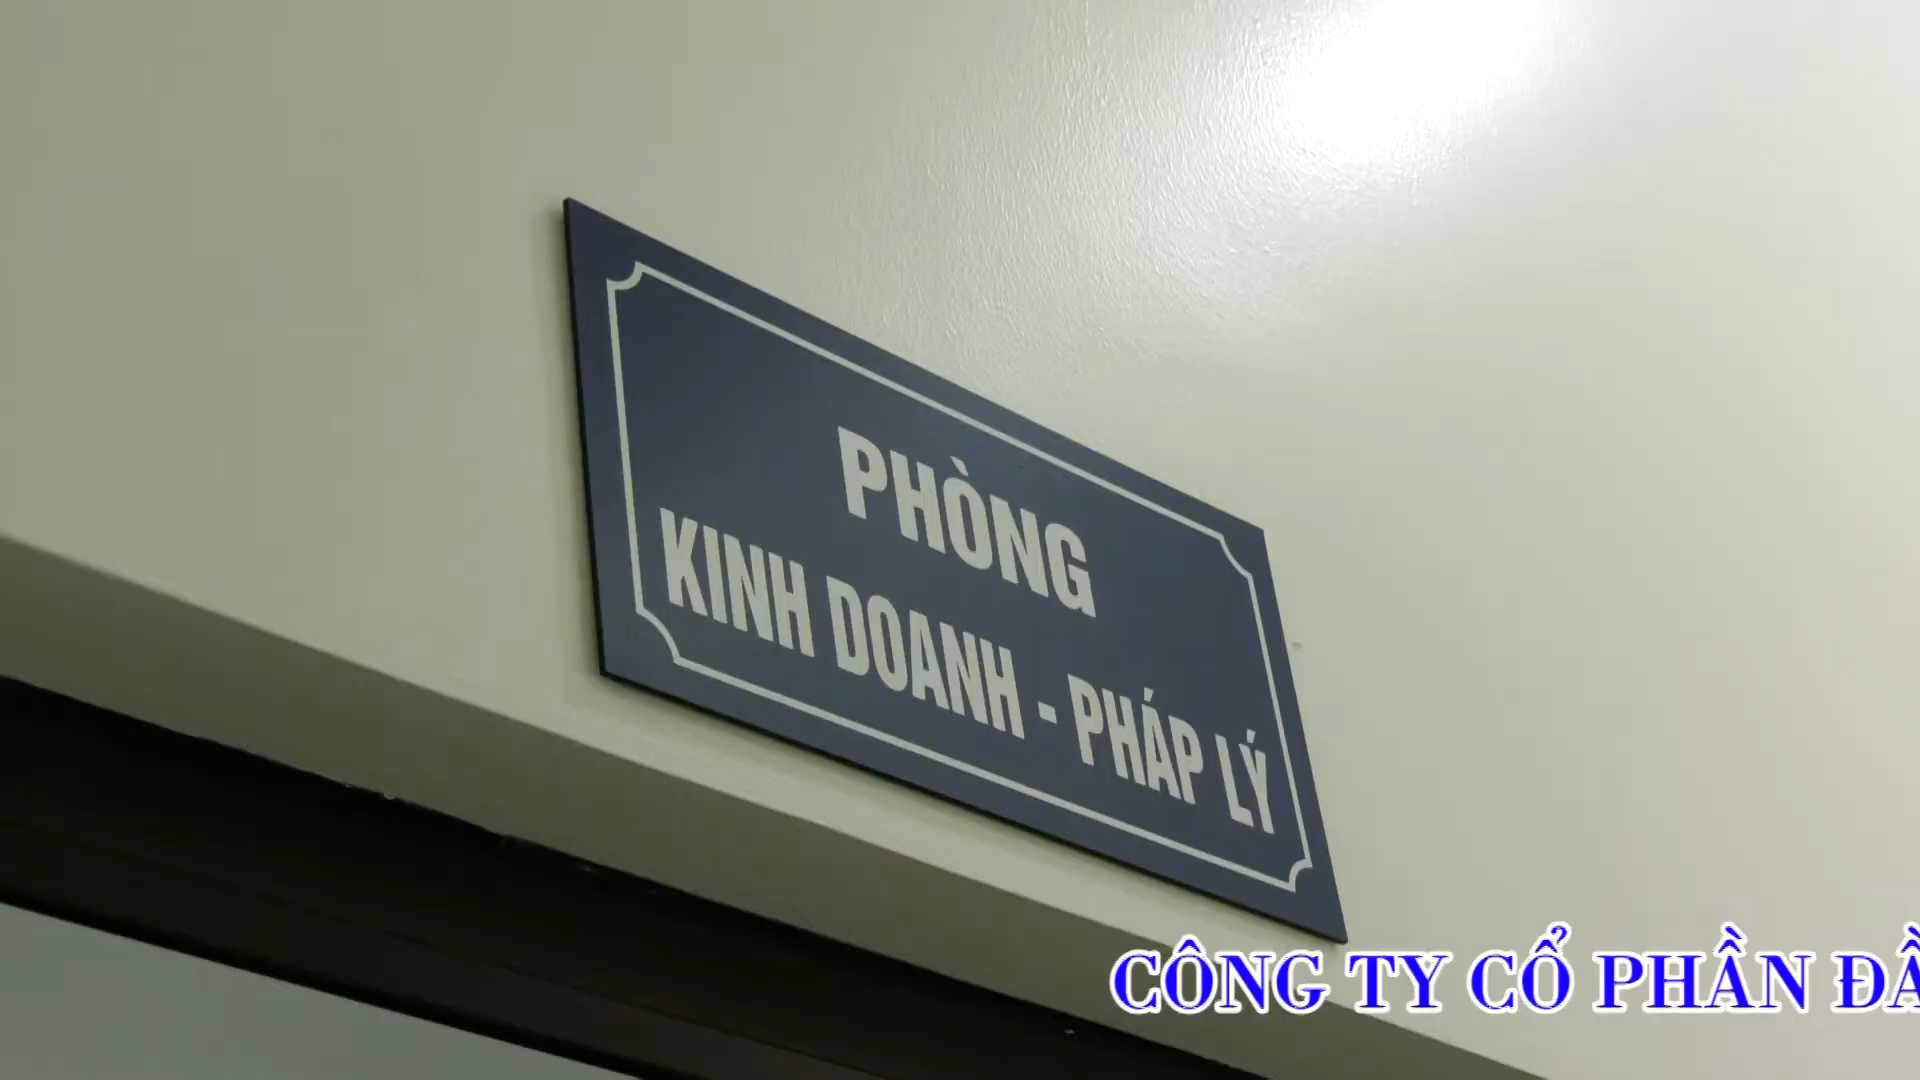 PHÒNG
KINH DOANH - PHÁP LÝ
CÔNG TY CỔ PHẦN